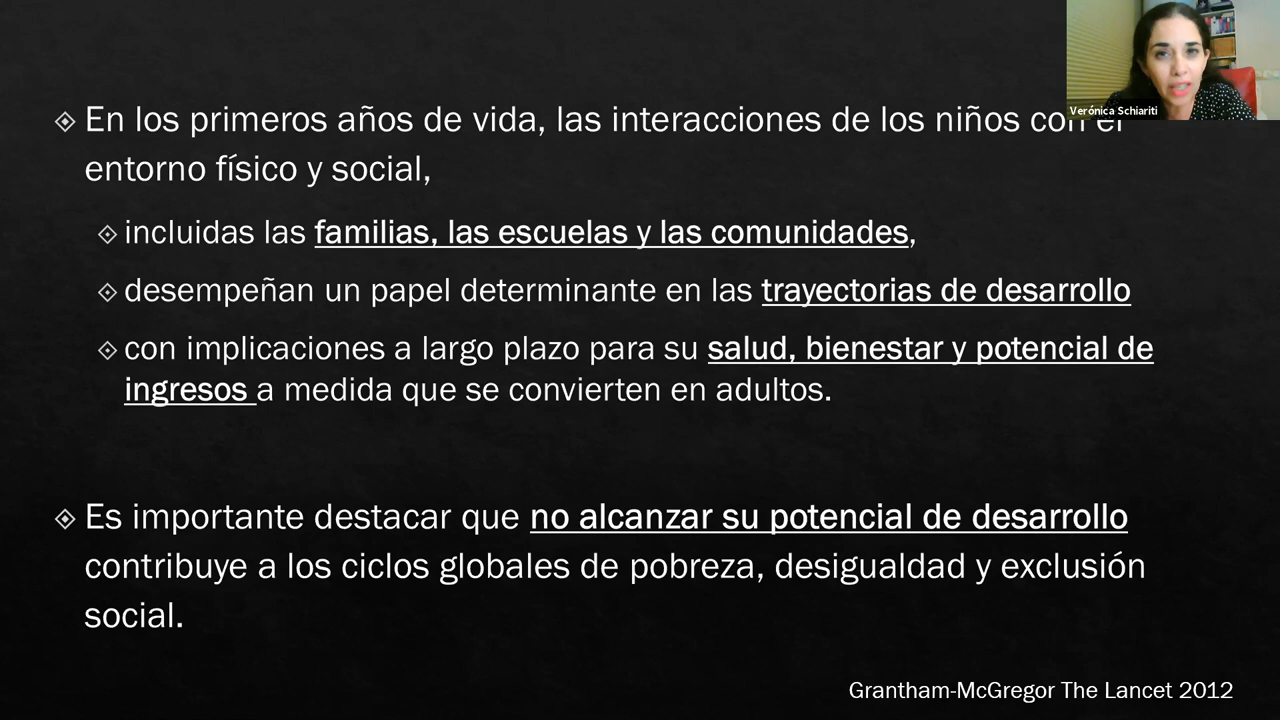 En los primeros años de vida, las interacciones de los niños con el
entorno físico y social,
incluidas las familias, las escuelas y las comunidades,
desempeñan un papel determinante en las trayectorias de desarrollo
con implicaciones a largo plazo para su salud, bienestar y potencial de
ingresos a medida que se convierten en adultos.
Es importante destacar que no alcanzar su potencial de desarrollo
contribuye a los ciclos globales de pobreza, desigualdad y exclusión
social.
Grantham-McGregor The Lancet 2012
Verónica Schiariti